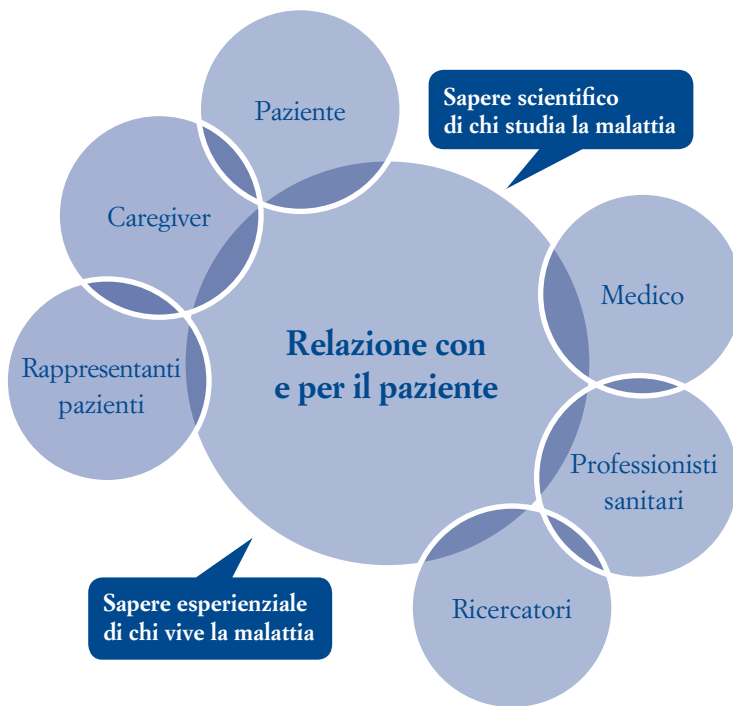 Paziente
Sapere scientifico
di chi studia la malattia
Caregiver
Medico
Relazione con
e per il paziente
Rappresentanti
pazienti
Professionisti
sanitari
Sapere esperienziale
di chi vive la malattia
Ricercatori